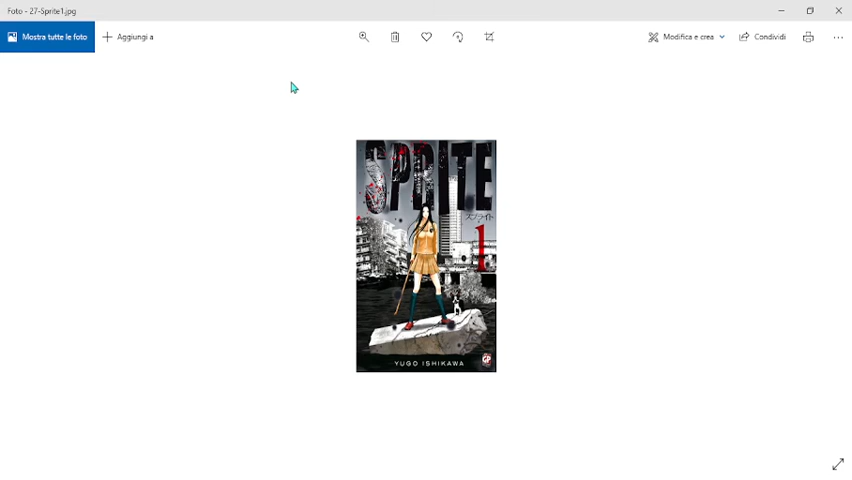 Foto - 27-Sprite1.jpg
Mostra tutte le foto
Aggiungi a
Modifica e crea
Condividi
SPRITE
スプライト
1
YUGO ISHIKAWA
GP